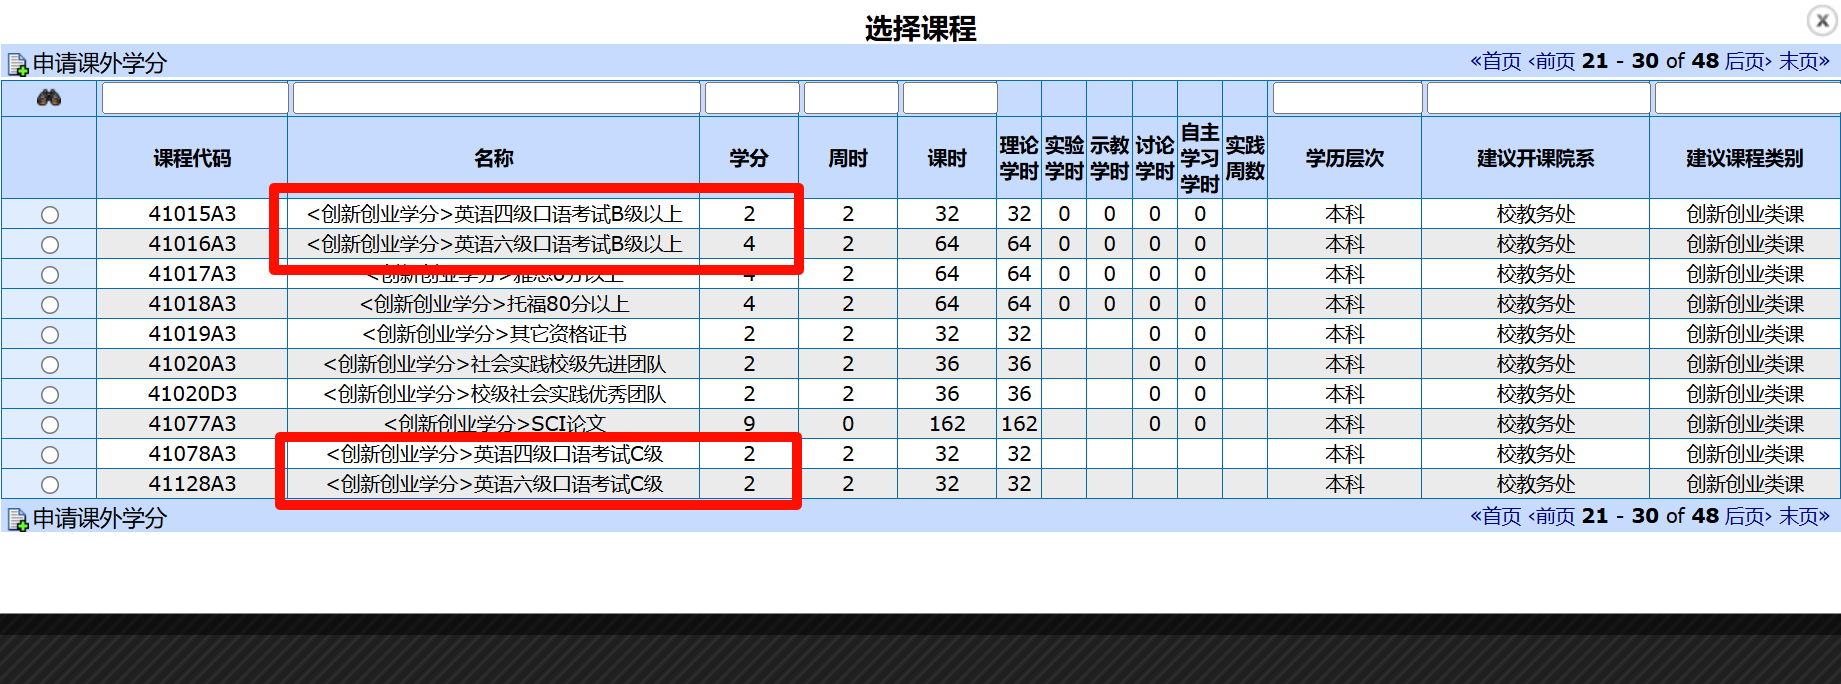 选择课程
申请课外学分 «首页 ‹前页 21 - 30 of 48 后页› 末页»
课程代码 名称 学分 周时 课时 理论学时 实验学时 示教学时 讨论学时 自主学习学时 实践周数 学历层次 建议开课院系 建议课程类别
41015A3 <创新创业学分>英语四级口语考试B级以上 2 2 32 32 0 0 0 0 本科 校教务处 创新创业类课
41016A3 <创新创业学分>英语六级口语考试B级以上 4 2 64 64 0 0 0 0 本科 校教务处 创新创业类课
41017A3 <创新创业学分>雅思6分以上 4 2 64 64 0 0 0 0 本科 校教务处 创新创业类课
41018A3 <创新创业学分>托福80分以上 4 2 64 64 0 0 0 0 本科 校教务处 创新创业类课
41019A3 <创新创业学分>其它资格证书 2 2 32 32 0 0 本科 校教务处 创新创业类课
41020A3 <创新创业学分>社会实践校级先进团队 2 2 36 36 0 0 本科 校教务处 创新创业类课
41020D3 <创新创业学分>校级社会实践优秀团队 2 2 36 36 0 0 本科 校教务处 创新创业类课
41077A3 <创新创业学分>SCI论文 9 0 162 162 0 0 本科 校教务处 创新创业类课
41078A3 <创新创业学分>英语四级口语考试C级 2 2 32 32 本科 校教务处 创新创业类课
41128A3 <创新创业学分>英语六级口语考试C级 2 2 32 32 本科 校教务处 创新创业类课
申请课外学分 «首页 ‹前页 21 - 30 of 48 后页› 末页»